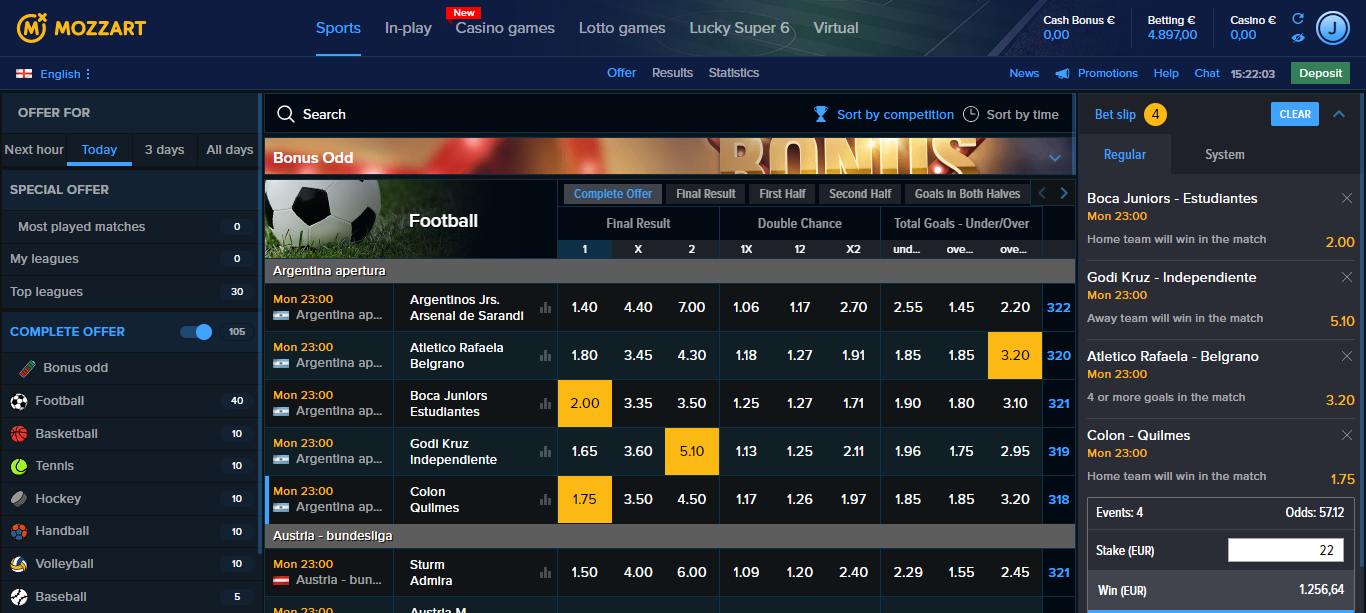 MOZZART
Sports
In-play
New
Casino games
Lotto games
Lucky Super 6
Virtual
Cash Bonus €
0,00
Betting €
4.897,00
Casino €
0,00
J
English
Offer
Results
Statistics
News
Promotions
Help
Chat
15:22:03
Deposit
OFFER FOR
Next hour
Today
3 days
All days
SPECIAL OFFER
Most played matches 0
My leagues 0
Top leagues 30
COMPLETE OFFER 105
Bonus odd
Football 40
Basketball 10
Tennis 10
Hockey 10
Handball 10
Volleyball 10
Baseball 5
Search
Sort by competition
Sort by time
Bonus Odd
BONUS
Football
Complete Offer
Final Result
First Half
Second Half
Goals in Both Halves
Final Result
Double Chance
Total Goals - Under/Over
1 X 2 1X 12 X2 und... ove... ove...
Argentina apertura
Mon 23:00
Argentina ap...
Argentinos Jrs.
Arsenal de Sarandi
1.40 4.40 7.00 1.06 1.17 2.70 2.55 1.45 2.20 322
Mon 23:00
Argentina ap...
Atletico Rafaela
Belgrano
1.80 3.45 4.30 1.18 1.27 1.91 1.85 1.85 3.20 320
Mon 23:00
Argentina ap...
Boca Juniors
Estudiantes
2.00 3.35 3.50 1.25 1.27 1.71 1.90 1.80 3.10 321
Mon 23:00
Argentina ap...
Godi Kruz
Independiente
1.65 3.60 5.10 1.13 1.25 2.11 1.96 1.75 2.95 319
Mon 23:00
Argentina ap...
Colon
Quilmes
1.75 3.50 4.50 1.17 1.26 1.97 1.85 1.85 3.20 318
Austria - bundesliga
Mon 23:00
Austria - bun...
Sturm
Admira
1.50 4.00 6.00 1.09 1.20 2.40 2.29 1.55 2.45 321
Mon 23:00
Austria M
Bet slip 4
CLEAR
Regular
System
Boca Juniors - Estudiantes
Mon 23:00
Home team will win in the match 2.00
Godi Kruz - Independiente
Mon 23:00
Away team will win in the match 5.10
Atletico Rafaela - Belgrano
Mon 23:00
4 or more goals in the match 3.20
Colon - Quilmes
Mon 23:00
Home team will win in the match 1.75
Events: 4 Odds: 57.12
Stake (EUR) 22
Win (EUR) 1.256,64